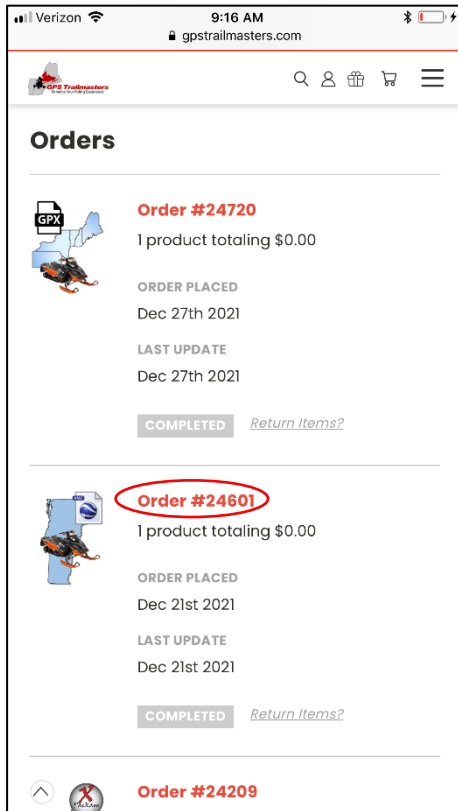 Verizon 9:16 AM
gpstrailmasters.com
GPS Trailmasters
Orders
GPX
Order #24720
1 product totaling $0.00
ORDER PLACED
Dec 27th 2021
LAST UPDATE
Dec 27th 2021
COMPLETED Return Items?
Order #24601
1 product totaling $0.00
ORDER PLACED
Dec 21st 2021
LAST UPDATE
Dec 21st 2021
COMPLETED Return Items?
X
Order #24209